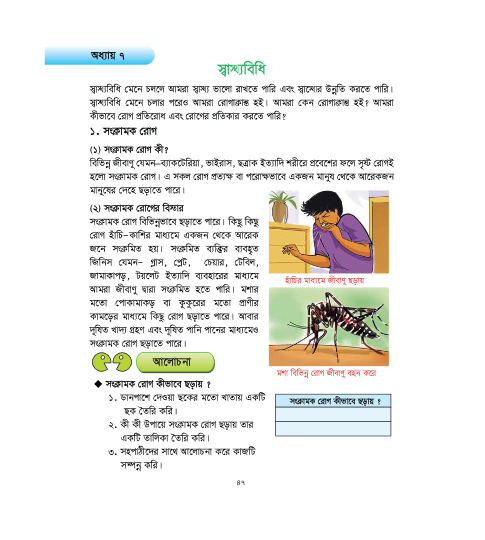 অধ্যায় ৭
স্বাস্থ্যবিধি
স্বাস্থ্যবিধি মেনে চললে আমরা স্বাস্থ্য ভালো রাখতে পারি এবং স্বাস্থ্যের উন্নতি করতে পারি।
স্বাস্থ্যবিধি মেনে চলার পরেও আমরা রোগাক্রান্ত হই। আমরা কেন রোগাক্রান্ত হই? আমরা
কীভাবে রোগ প্রতিরোধ এবং রোগের প্রতিকার করতে পারি?
১. সংক্রামক রোগ
(১) সংক্রামক রোগ কী?
বিভিন্ন জীবাণু যেমন–ব্যাকটেরিয়া, ভাইরাস, ছত্রাক ইত্যাদি শরীরে প্রবেশের ফলে সৃষ্ট রোগই
হলো সংক্রামক রোগ। এ সকল রোগ প্রত্যক্ষ বা পরোক্ষভাবে একজন মানুষ থেকে আরেকজন
মানুষের দেহে ছড়াতে পারে।
(২) সংক্রামক রোগের বিস্তার
সংক্রামক রোগ বিভিন্নভাবে ছড়াতে পারে। কিছু কিছু
রোগ হাঁচি–কাশির মাধ্যমে একজন থেকে আরেক
জনে সংক্রমিত হয়। সংক্রমিত ব্যক্তির ব্যবহৃত
জিনিস যেমন– গ্লাস, প্লেট, চেয়ার, টেবিল,
জামাকাপড়, টয়লেট ইত্যাদি ব্যবহারের মাধ্যমে
আমরা জীবাণু দ্বারা সংক্রমিত হতে পারি। মশার
মতো পোকামাকড় বা কুকুরের মতো প্রাণীর
কামড়ের মাধ্যমে কিছু রোগ ছড়াতে পারে। আবার
দূষিত খাদ্য গ্রহণ এবং দূষিত পানি পানের মাধ্যমেও
সংক্রামক রোগ ছড়াতে পারে।
হাঁচির মাধ্যমে জীবাণু ছড়ায়
মশা বিভিন্ন রোগ জীবাণু বহন করে
আলোচনা
◆ সংক্রামক রোগ কীভাবে ছড়ায় ?
১. ডানপাশে দেওয়া ছকের মতো খাতায় একটি
ছক তৈরি করি।
২. কী কী উপায়ে সংক্রামক রোগ ছড়ায় তার
একটি তালিকা তৈরি করি।
৩. সহপাঠীদের সাথে আলোচনা করে কাজটি
সম্পন্ন করি।
সংক্রামক রোগ কীভাবে ছড়ায় ?
৪৭